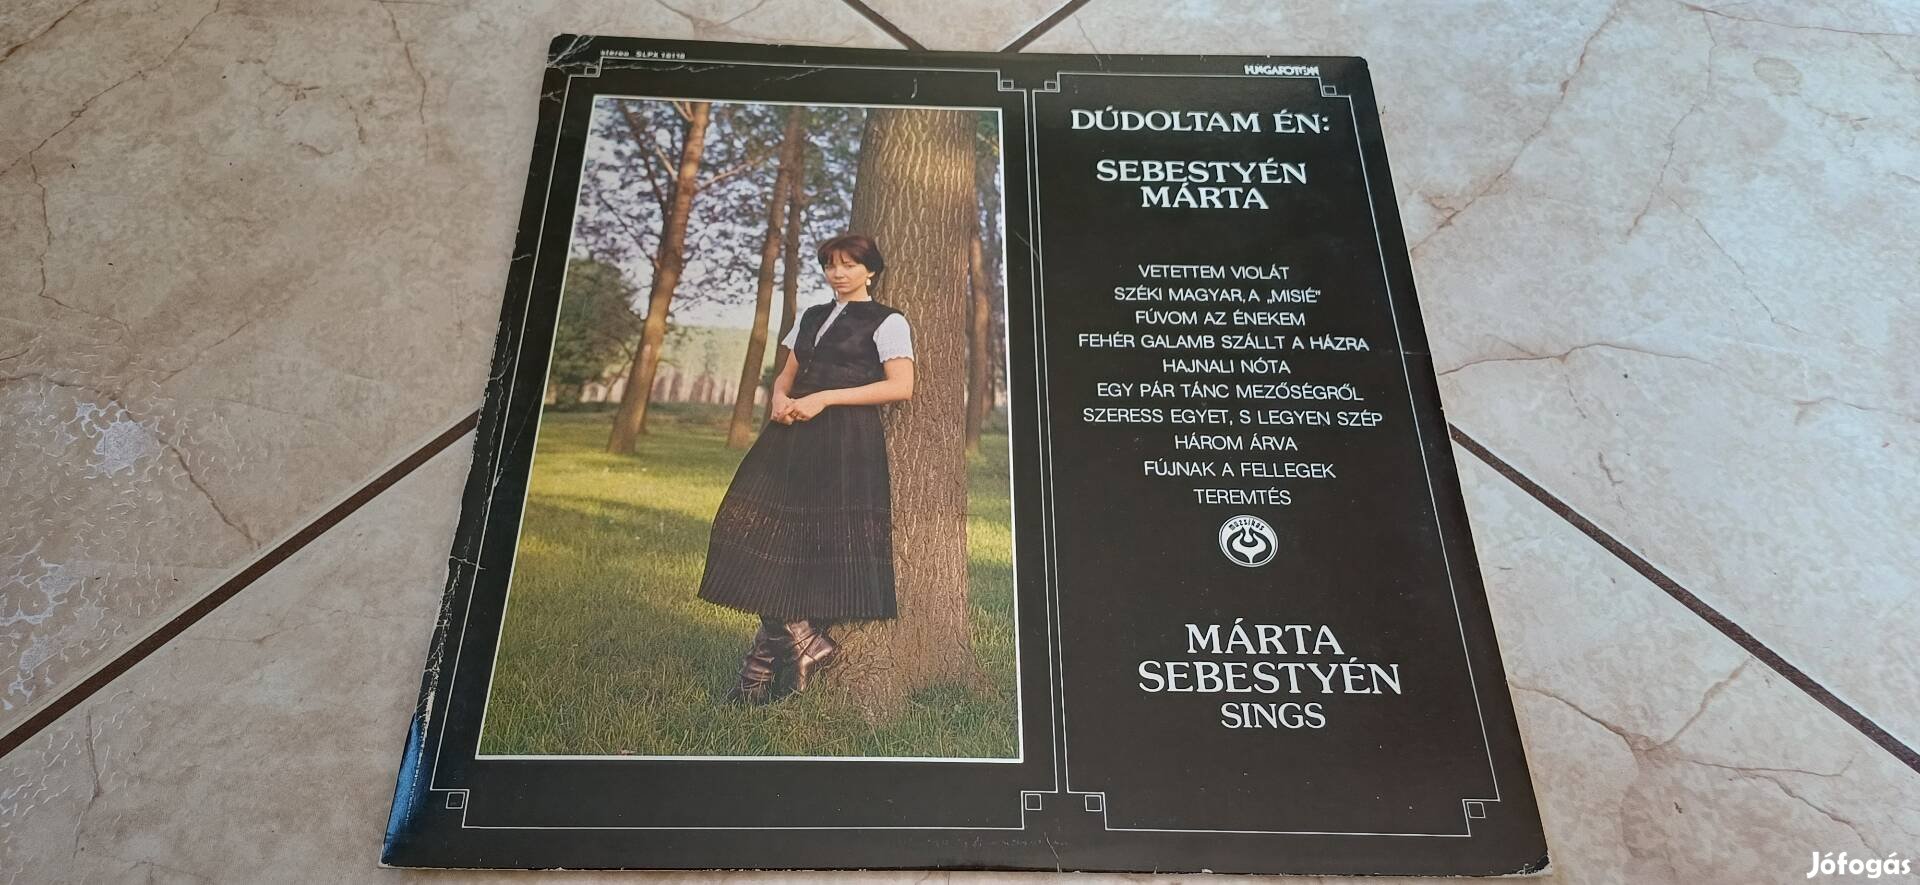 stereo SLPX 18118
HUNGAROTON
DÚDOLTAM ÉN:
SEBESTYÉN
MÁRTA
VETETTEM VIOLÁT
SZÉKI MAGYAR, A „MISIÉ"
FÚVOM AZ ÉNEKEM
FEHÉR GALAMB SZÁLLT A HÁZRA
HAJNALI NÓTA
EGY PÁR TÁNC MEZŐSÉGRŐL
SZERESS EGYET, S LEGYEN SZÉP
HÁROM ÁRVA
FÚJNAK A FELLEGEK
TEREMTÉS
muzsikás
MÁRTA
SEBESTYÉN
SINGS
Jófogás